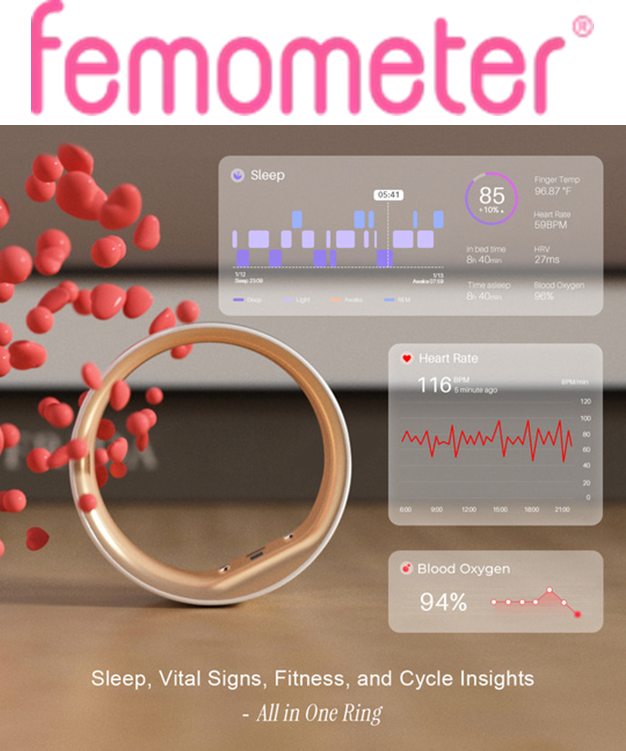 femometer®
Sleep
05:41
85
+10%
Finger Temp
96.87 °F
Heart Rate
59BPM
In bed time
8h 40min
HRV
27ms
Time asleep
8h 40min
Blood Oxygen
96%
1/12
Sleep 23:09
1/13
Awake 07:59
Sleep Light Awake REM
Heart Rate
116 BPM
5 minute ago
BPM/min
120
100
80
60
40
20
0
6:00 9:00 12:00 15:00 18:00 21:00
Blood Oxygen
94%
Sleep, Vital Signs, Fitness, and Cycle Insights
- All in One Ring